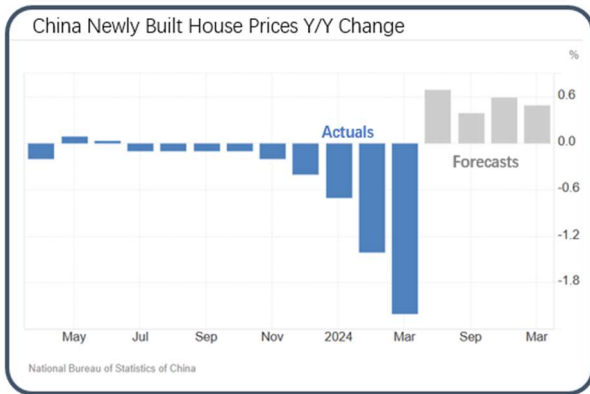 China Newly Built House Prices Y/Y Change
%
0.6
Actuals
0.0
Forecasts
-0.6
-1.2
-1.8
May Jul Sep Nov 2024 Mar Sep Mar
National Bureau of Statistics of China